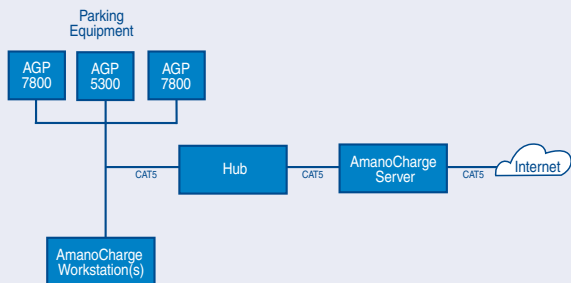 Parking
Equipment
AGP
7800
AGP
5300
AGP
7800
CAT5
Hub
CAT5
AmanoCharge
Server
CAT5
Internet
AmanoCharge
Workstation(s)